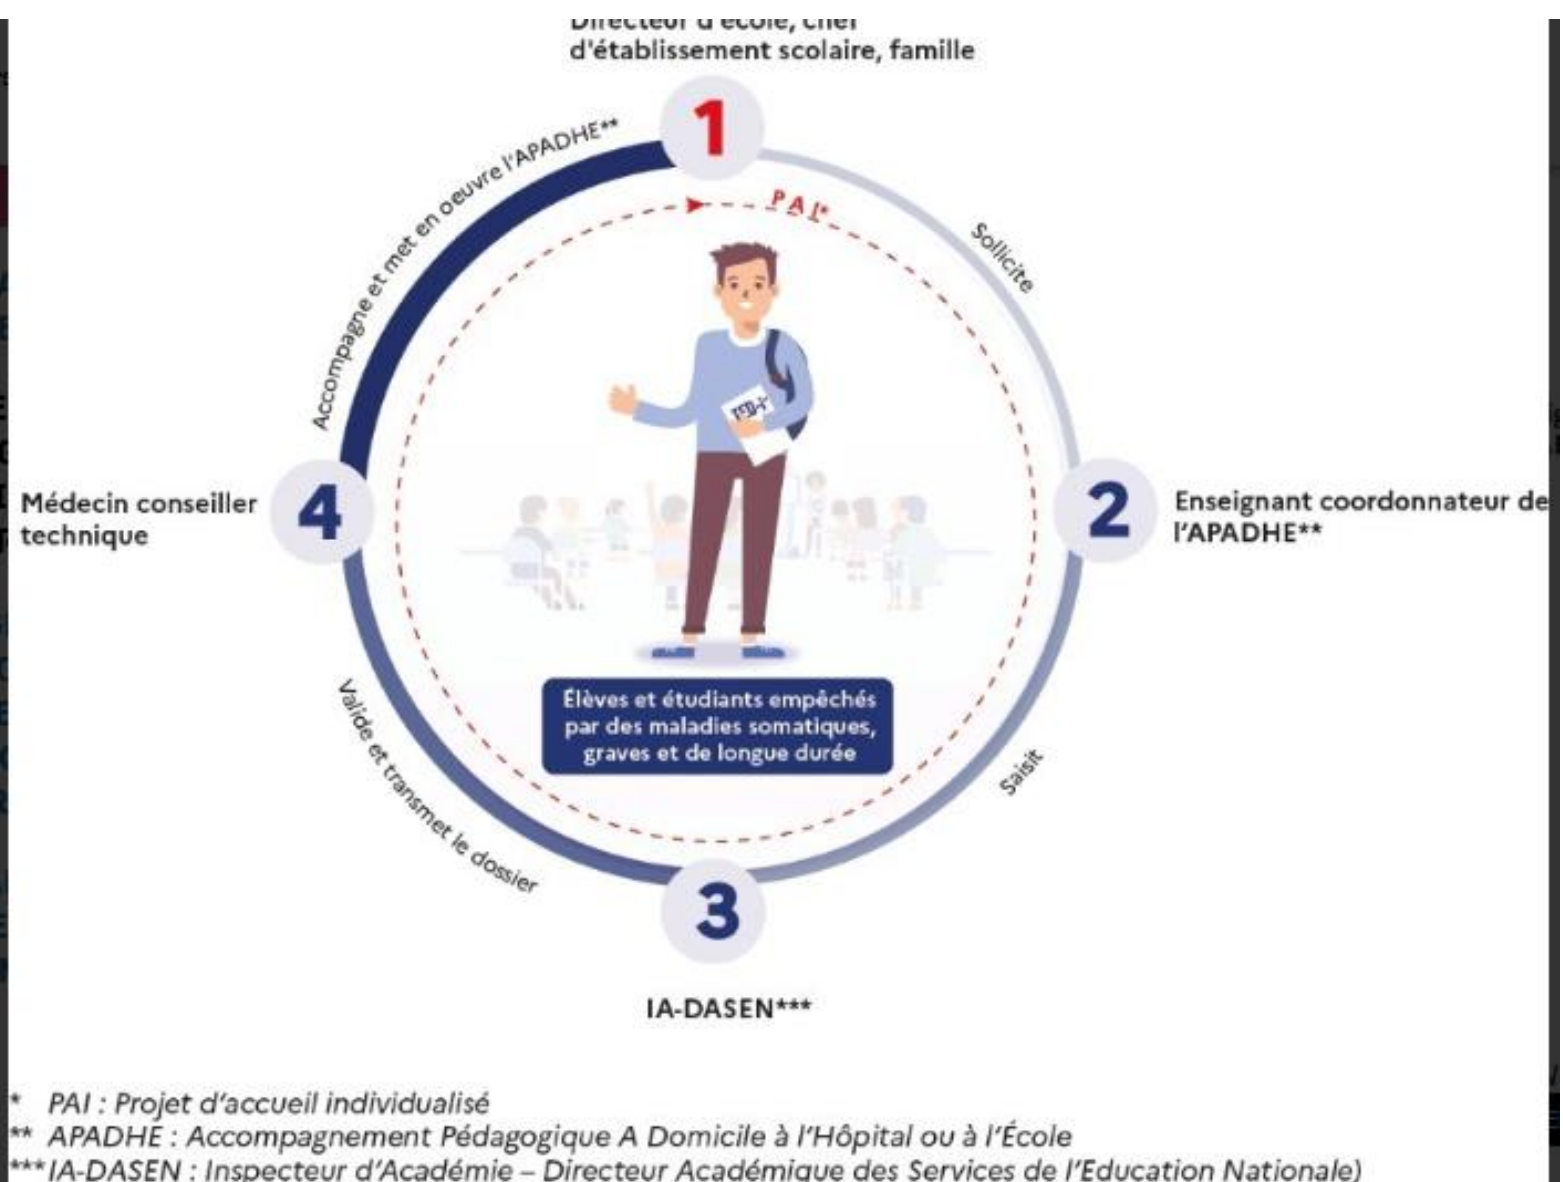 Directeur d'école, chef
d'établissement scolaire, famille
1
Accompagne et met en oeuvre l'APADHE**
PAI*
Sollicite
Médecin conseiller
technique
4
2
Enseignant coordonnateur de
l'APADHE**
Élèves et étudiants empêchés
par des maladies somatiques,
graves et de longue durée
Valide et transmet le dossier
Saisit
3
IA-DASEN***
* PAI : Projet d'accueil individualisé
** APADHE : Accompagnement Pédagogique A Domicile à l'Hôpital ou à l'École
***IA-DASEN : Inspecteur d'Académie – Directeur Académique des Services de l'Education Nationale)